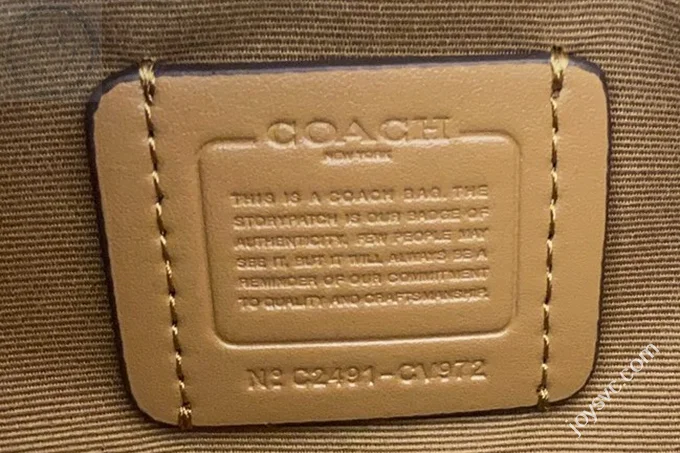 COACH
NEW YORK
THIS IS A COACH BAG. THE
STORYPATCH IS OUR BADGE OF
AUTHENTICITY. FEW PEOPLE MAY
SEE IT, BUT IT WILL ALWAYS BE A
REMINDER OF OUR COMMITMENT
TO QUALITY AND CRAFTSMANSHIP.
Nº C2491-CV972
joysvc.com